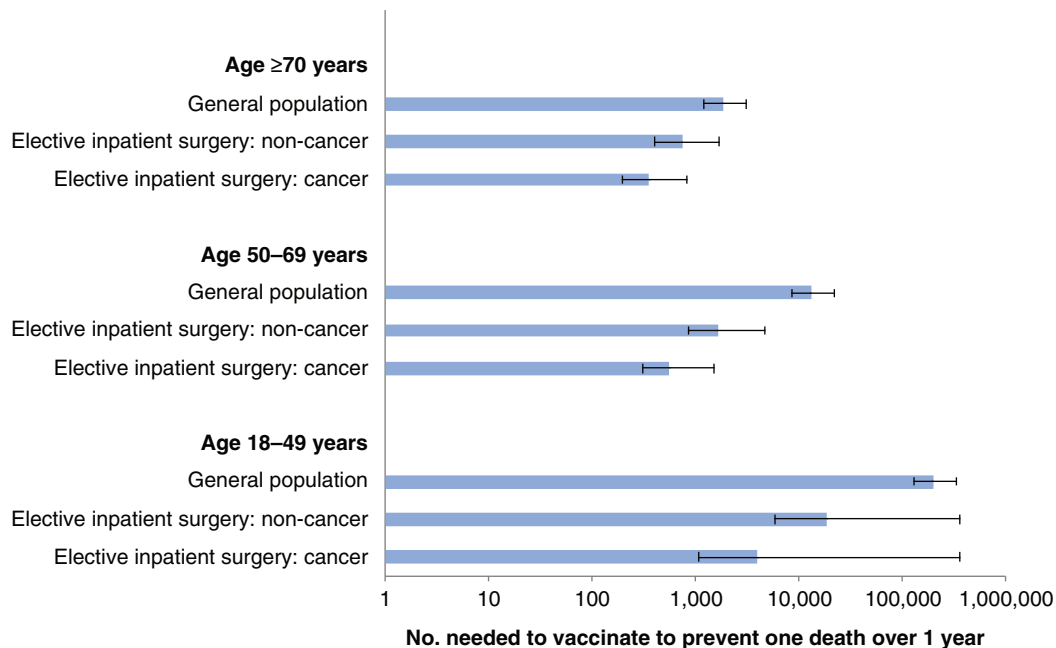 Age ≥70 years
General population
Elective inpatient surgery: non-cancer
Elective inpatient surgery: cancer
Age 50–69 years
General population
Elective inpatient surgery: non-cancer
Elective inpatient surgery: cancer
Age 18–49 years
General population
Elective inpatient surgery: non-cancer
Elective inpatient surgery: cancer
1 10 100 1,000 10,000 100,000 1,000,000
No. needed to vaccinate to prevent one death over 1 year